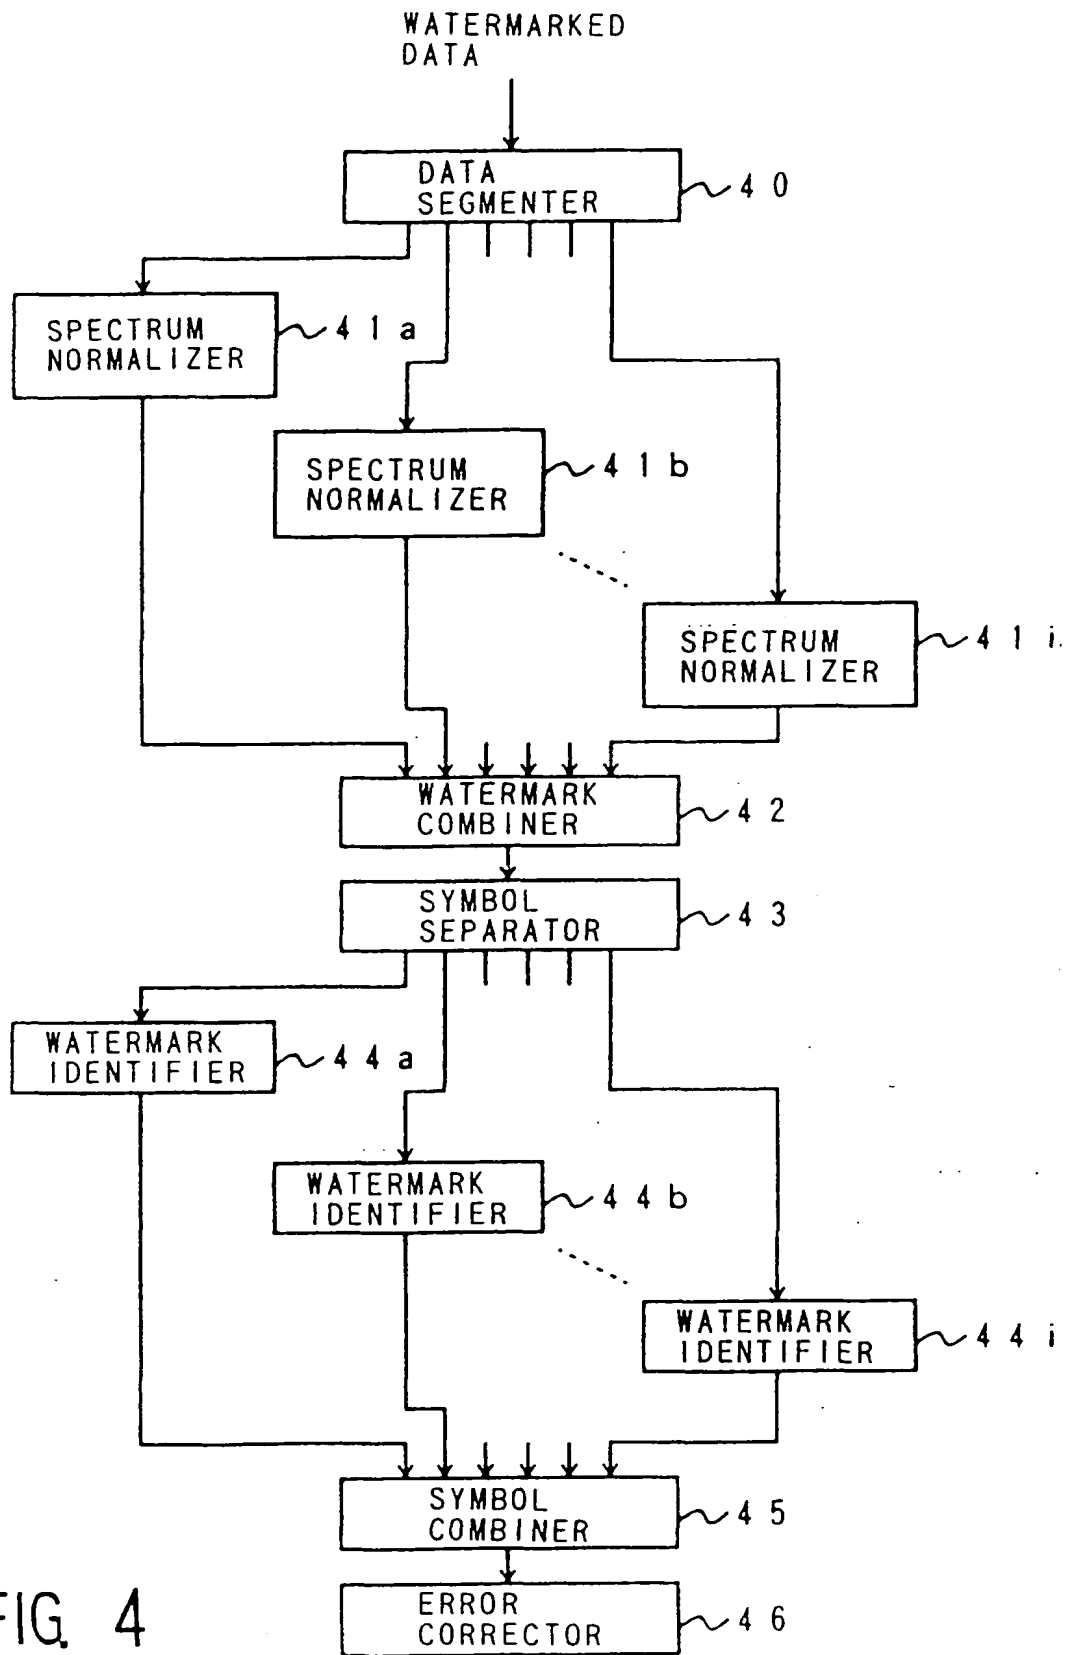 WATERMARKED
DATA
DATA
SEGMENTER
40
SPECTRUM
NORMALIZER
41a
SPECTRUM
NORMALIZER
41b
SPECTRUM
NORMALIZER
41i
WATERMARK
COMBINER
42
SYMBOL
SEPARATOR
43
WATERMARK
IDENTIFIER
44a
WATERMARK
IDENTIFIER
44b
WATERMARK
IDENTIFIER
44i
SYMBOL
COMBINER
45
ERROR
CORRECTOR
46
FIG. 4